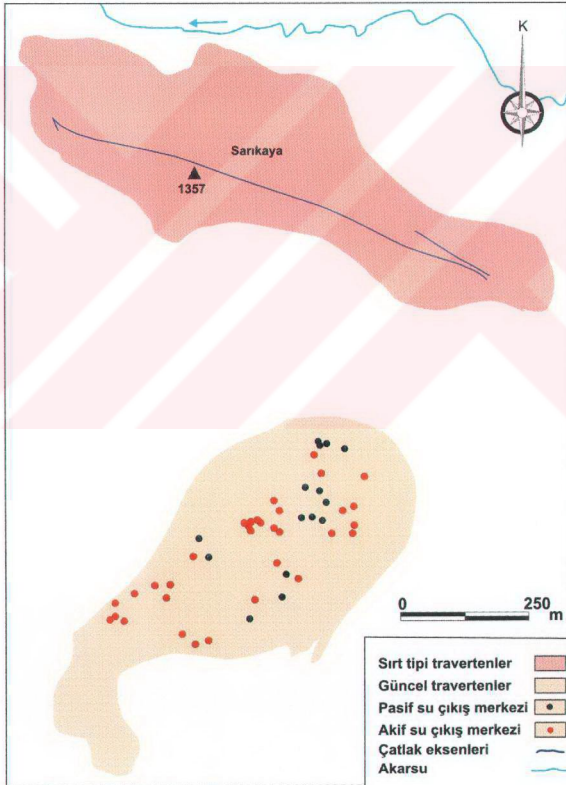 K
Sarıkaya
1357
0 250
m
Sırt tipi travertenler
Güncel travertenler
Pasif su çıkış merkezi
Akif su çıkış merkezi
Çatlak eksenleri
Akarsu